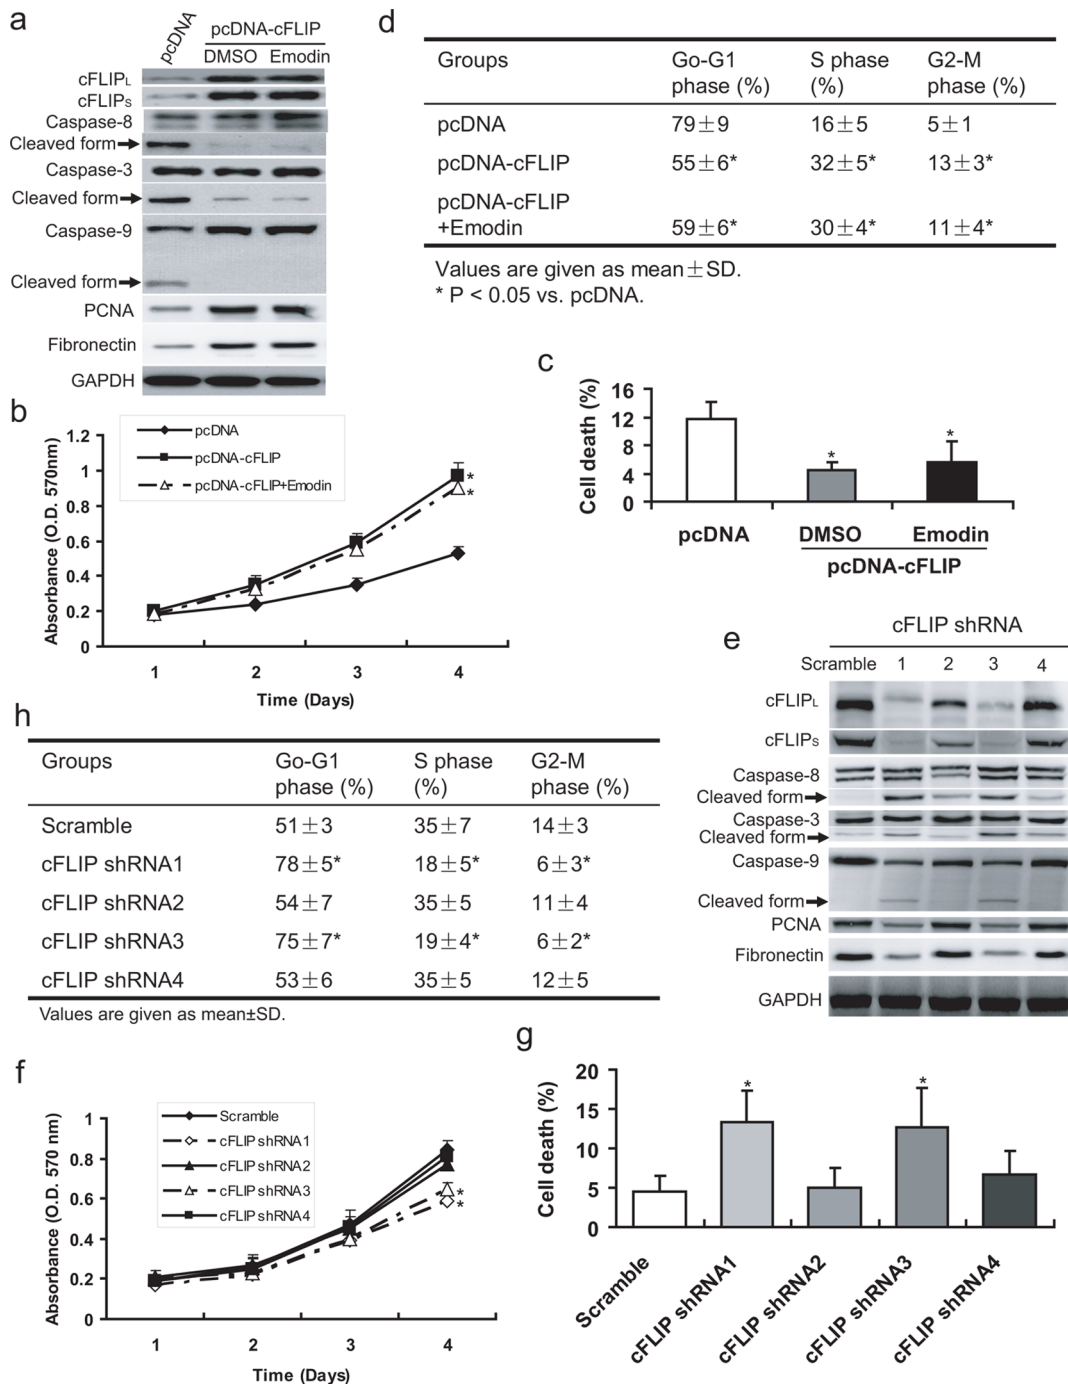 a
pcDNA
pcDNA-cFLIP
DMSO Emodin
cFLIPL
cFLIPS
Caspase-8
Cleaved form
Caspase-3
Cleaved form
Caspase-9
Cleaved form
PCNA
Fibronectin
GAPDH
d
Groups Go-G1 phase (%) S phase (%) G2-M phase (%)
pcDNA 79±9 16±5 5±1
pcDNA-cFLIP 55±6* 32±5* 13±3*
pcDNA-cFLIP
+Emodin 59±6* 30±4* 11±4*
Values are given as mean±SD.
* P < 0.05 vs. pcDNA.
b
pcDNA
pcDNA-cFLIP
pcDNA-cFLIP+Emodin
Absorbance (O.D. 570nm)
1.2
1
0.8
0.6
0.4
0.2
0
*
*
1 2 3 4
Time (Days)
c
Cell death (%)
16
12
8
4
0
* *
pcDNA DMSO Emodin
pcDNA-cFLIP
e
cFLIP shRNA
Scramble 1 2 3 4
cFLIPL
cFLIPS
Caspase-8
Cleaved form
Caspase-3
Cleaved form
Caspase-9
Cleaved form
PCNA
Fibronectin
GAPDH
h
Groups Go-G1 phase (%) S phase (%) G2-M phase (%)
Scramble 51±3 35±7 14±3
cFLIP shRNA1 78±5* 18±5* 6±3*
cFLIP shRNA2 54±7 35±5 11±4
cFLIP shRNA3 75±7* 19±4* 6±2*
cFLIP shRNA4 53±6 35±5 12±5
Values are given as mean±SD.
f
Scramble
cFLIP shRNA1
cFLIP shRNA2
cFLIP shRNA3
cFLIP shRNA4
Absorbance (O.D. 570 nm)
1
0.8
0.6
0.4
0.2
0
*
*
1 2 3 4
Time (Days)
g
Cell death (%)
20
15
10
5
0
* *
Scramble
cFLIP shRNA1
cFLIP shRNA2
cFLIP shRNA3
cFLIP shRNA4